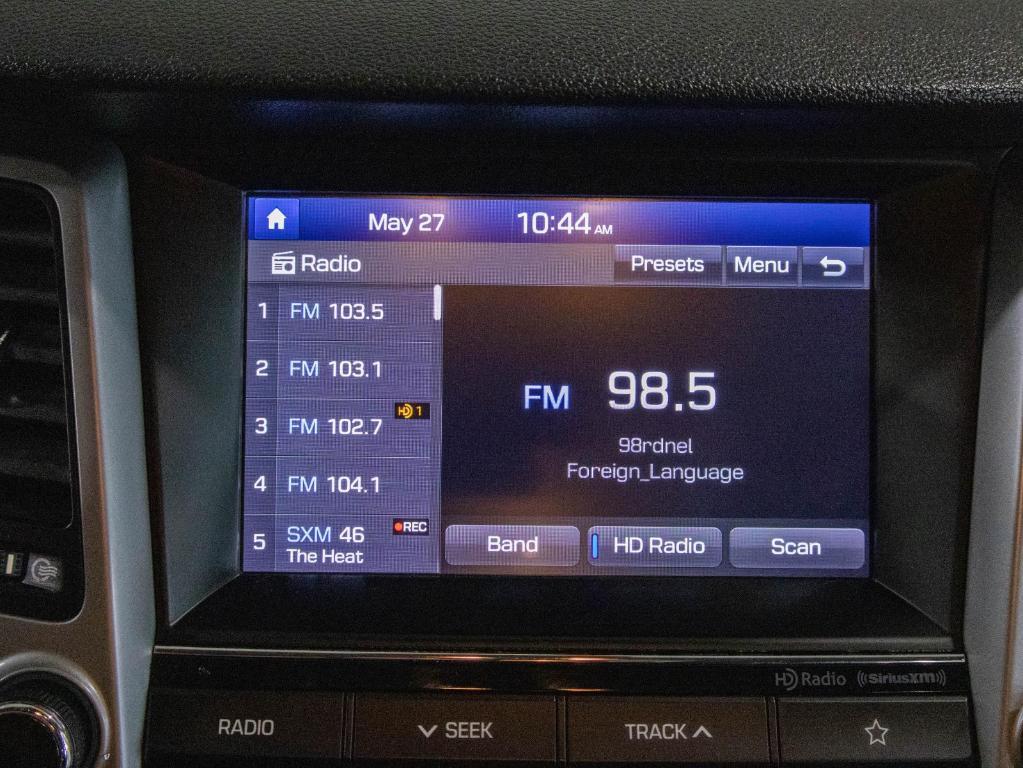 May 27 10:44 AM
Radio Presets Menu
1 FM 103.5
2 FM 103.1
HD 1
3 FM 102.7
4 FM 104.1
5 SXM 46 REC
The Heat
FM 98.5
98rdnel
Foreign_Language
Band HD Radio Scan
HD Radio ((SiriusXM))
RADIO SEEK TRACK